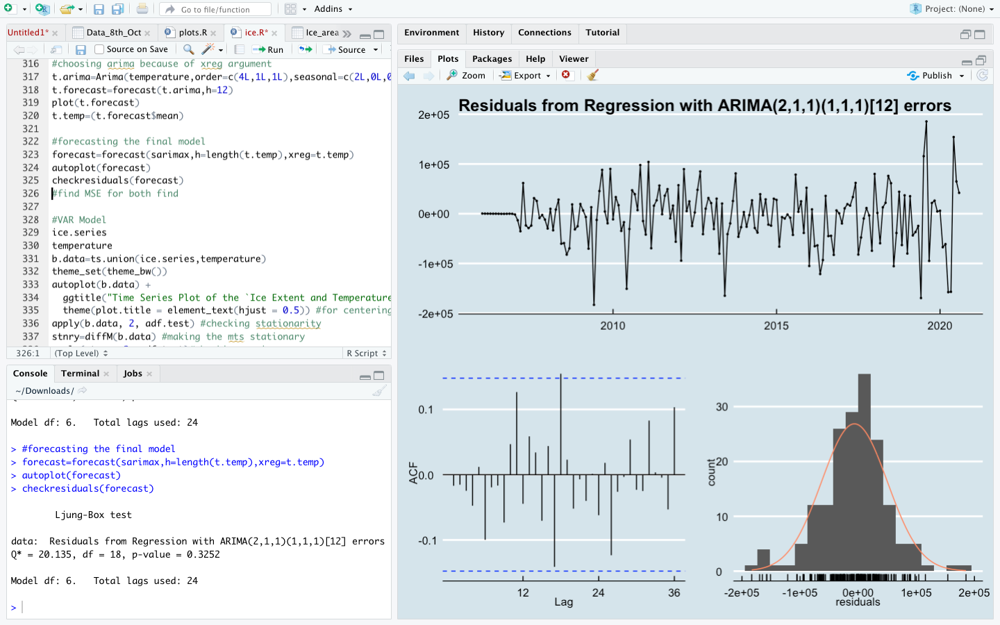 Go to file/function
Addins
Project: (None)
Untitled1*
Data_8th_Oct
plots.R
ice.R*
Ice_area
Source on Save
Run
Source
316 #choosing arima because of xreg argument
317 t.arima=Arima(temperature,order=c(4L,1L,1L),seasonal=c(2L,0L,0
318 t.forecast=forecast(t.arima,h=12)
319 plot(t.forecast)
320 t.temp=(t.forecast$mean)
321
322 #forecasting the final model
323 forecast=forecast(sarimax,h=length(t.temp),xreg=t.temp)
324 autoplot(forecast)
325 checkresiduals(forecast)
326 #find MSE for both find
327
328 #VAR Model
329 ice.series
330 temperature
331 b.data=ts.union(ice.series,temperature)
332 theme_set(theme_bw())
333 autoplot(b.data) +
334 ggtitle("Time Series Plot of the `Ice Extent and Temperature
335 theme(plot.title = element_text(hjust = 0.5)) #for centering
336 apply(b.data, 2, adf.test) #checking stationarity
337 stnry=diffM(b.data) #making the mts stationary
326:1 (Top Level) R Script
Console Terminal Jobs
~/Downloads/
Model df: 6. Total lags used: 24
> #forecasting the final model
> forecast=forecast(sarimax,h=length(t.temp),xreg=t.temp)
> autoplot(forecast)
> checkresiduals(forecast)
Ljung-Box test
data: Residuals from Regression with ARIMA(2,1,1)(1,1,1)[12] errors
Q* = 20.135, df = 18, p-value = 0.3252
Model df: 6. Total lags used: 24
>
Environment History Connections Tutorial
Files Plots Packages Help Viewer
Zoom Export Publish
Residuals from Regression with ARIMA(2,1,1)(1,1,1)[12] errors
2e+05
1e+05
0e+00
-1e+05
-2e+05
2010 2015 2020
0.1
0.0
-0.1
ACF
12 24 36
Lag
30
20
10
0
count
-2e+05 -1e+05 0e+00 1e+05 2e+05
residuals